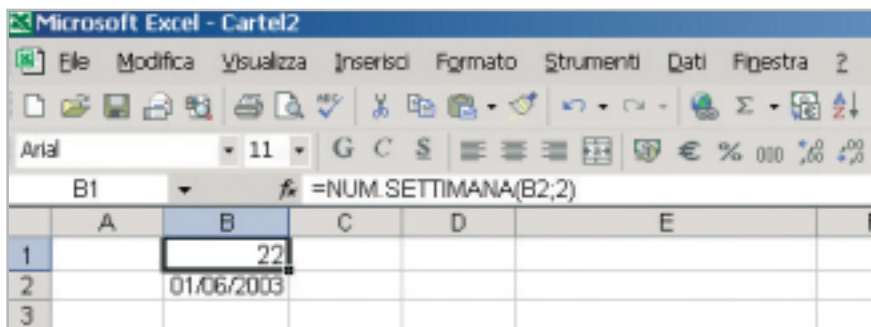 Microsoft Excel - Cartel2
File Modifica Visualizza Inserisci Formato Strumenti Dati Finestra ?
Arial 11 G C S € % 000
B1 fx =NUM.SETTIMANA(B2;2)
A B C D E
1 22
2 01/06/2003
3